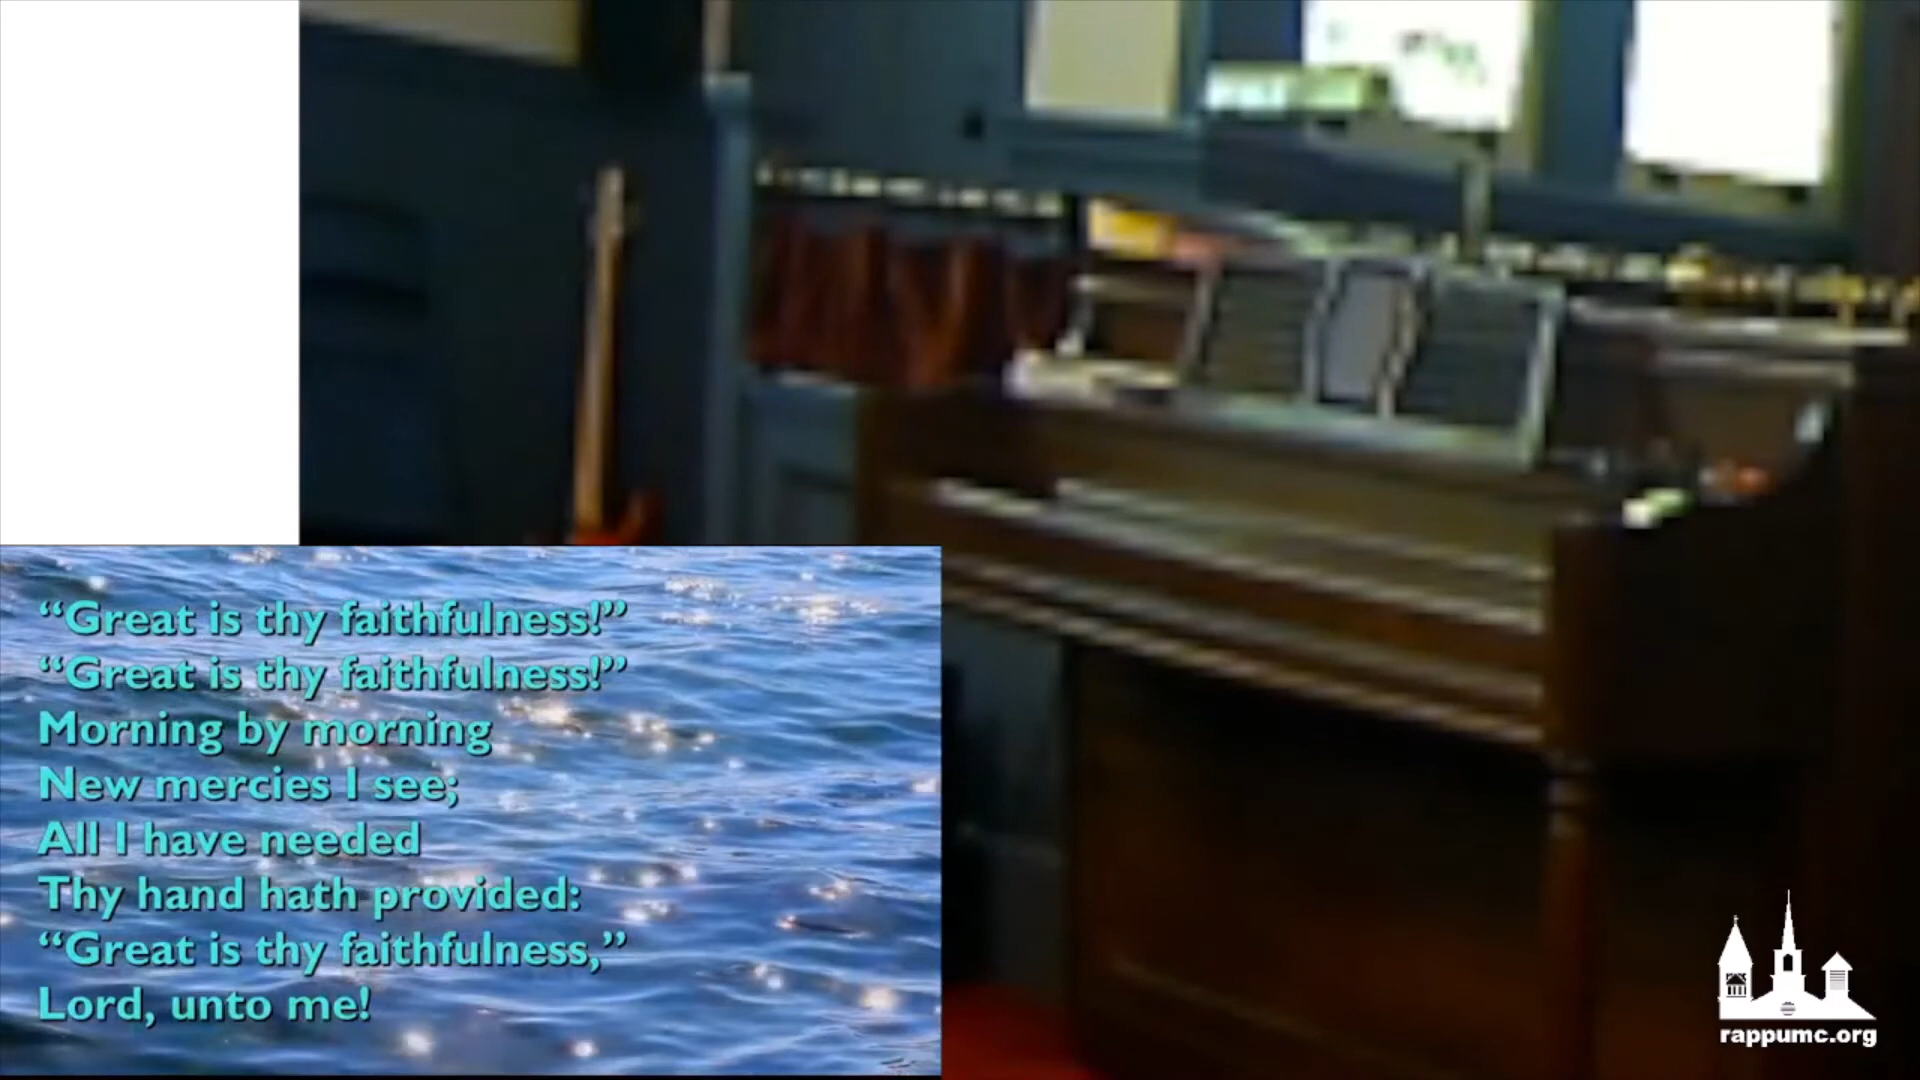 “Great is thy faithfulness!”
“Great is thy faithfulness!”
Morning by morning
New mercies I see;
All I have needed
Thy hand hath provided:
“Great is thy faithfulness,”
Lord, unto me!
rappumc.org